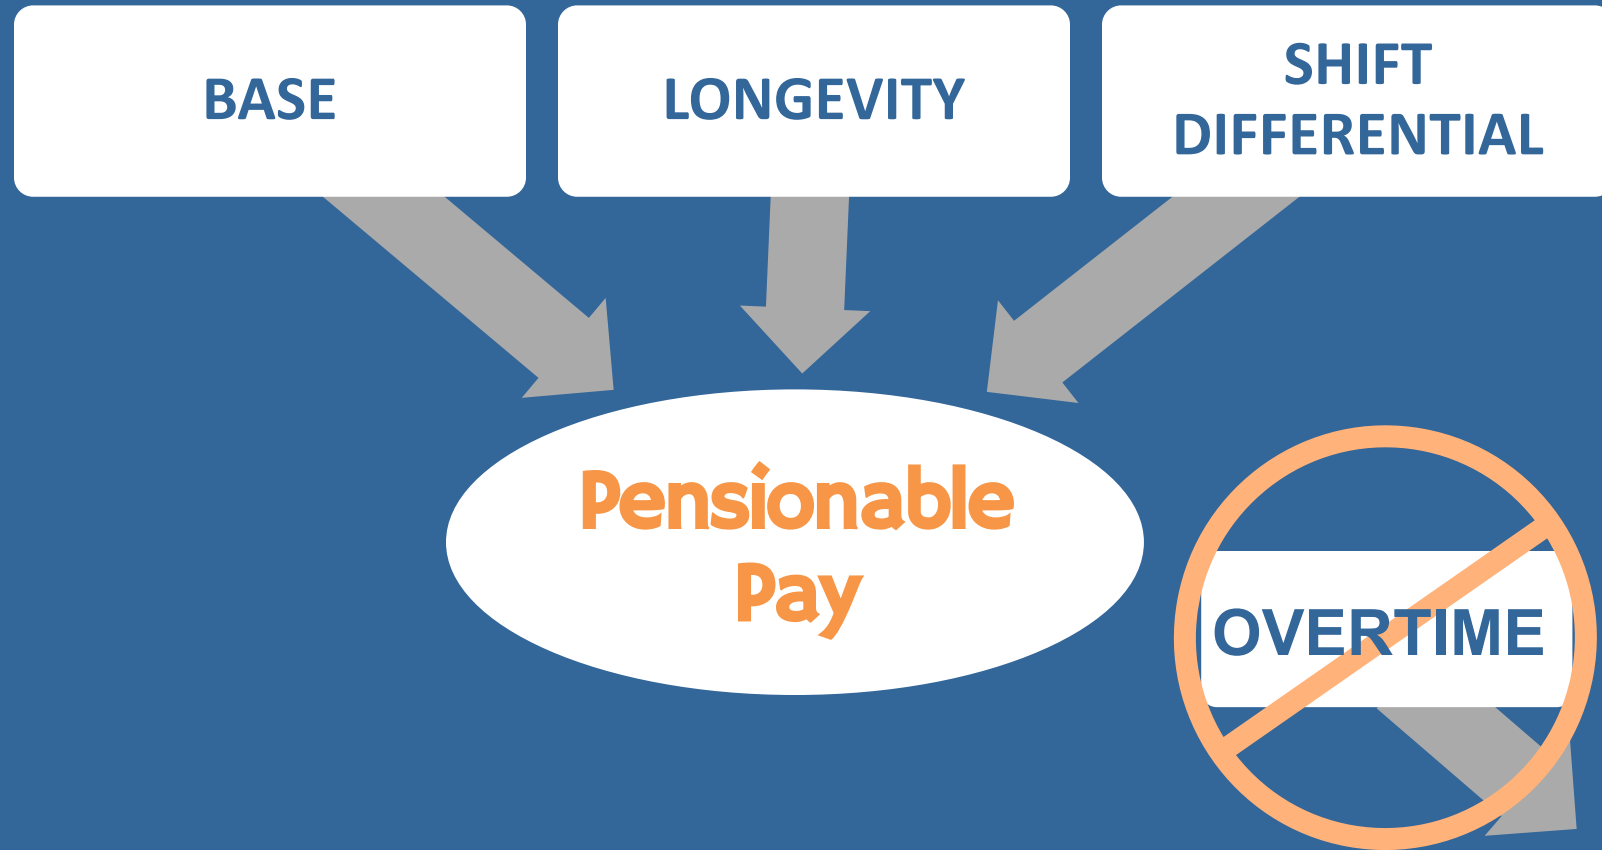 BASE
LONGEVITY
SHIFT
DIFFERENTIAL
Pensionable
Pay
OVERTIME